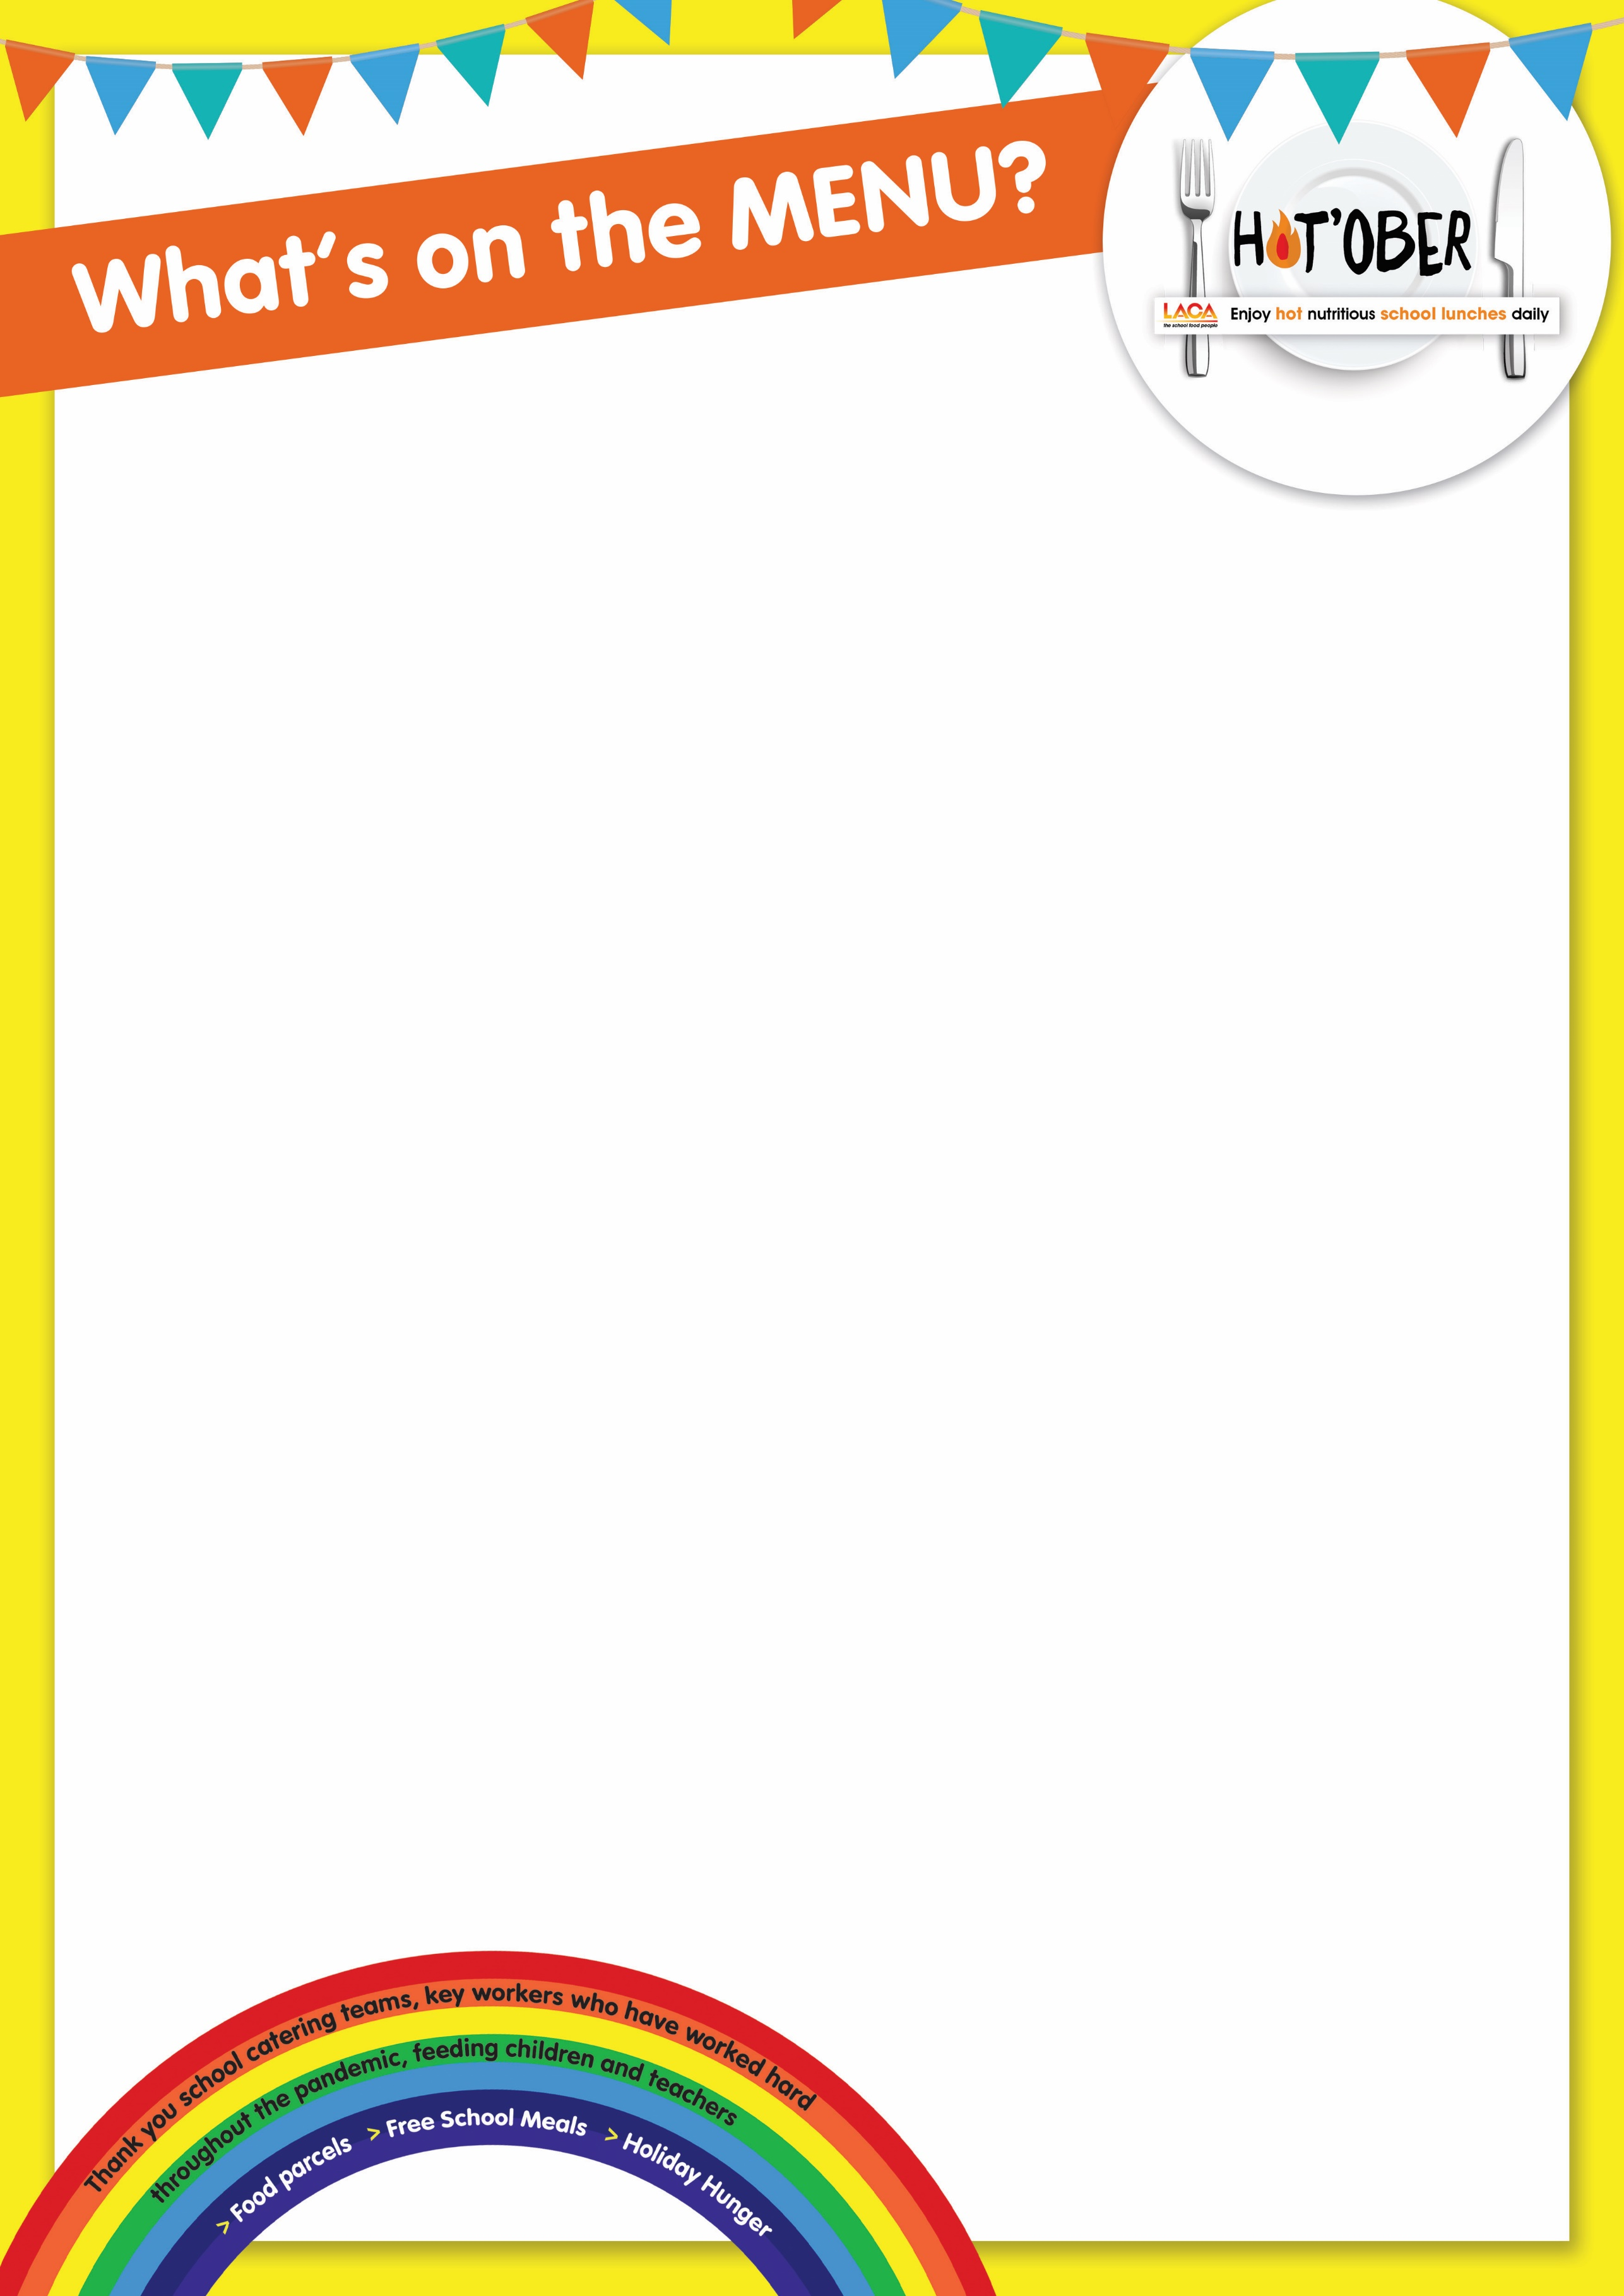 What's on the MENU?
HOT'OBER
LACA
the school food people
Enjoy hot nutritious school lunches daily
Thank you school catering teams, key workers who have worked hard
throughout the pandemic, feeding children and teachers
> Food parcels > Free School Meals > Holiday Hunger